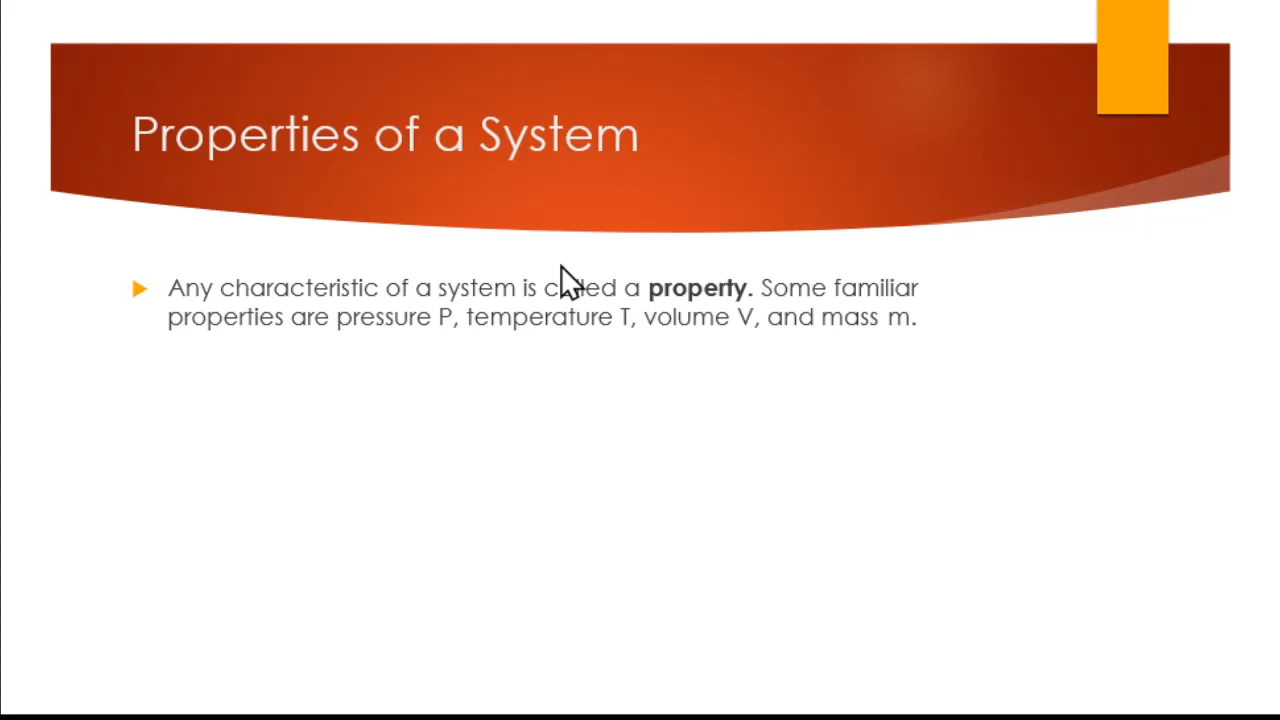 Properties of a System
Any characteristic of a system is called a property. Some familiar
properties are pressure P, temperature T, volume V, and mass m.